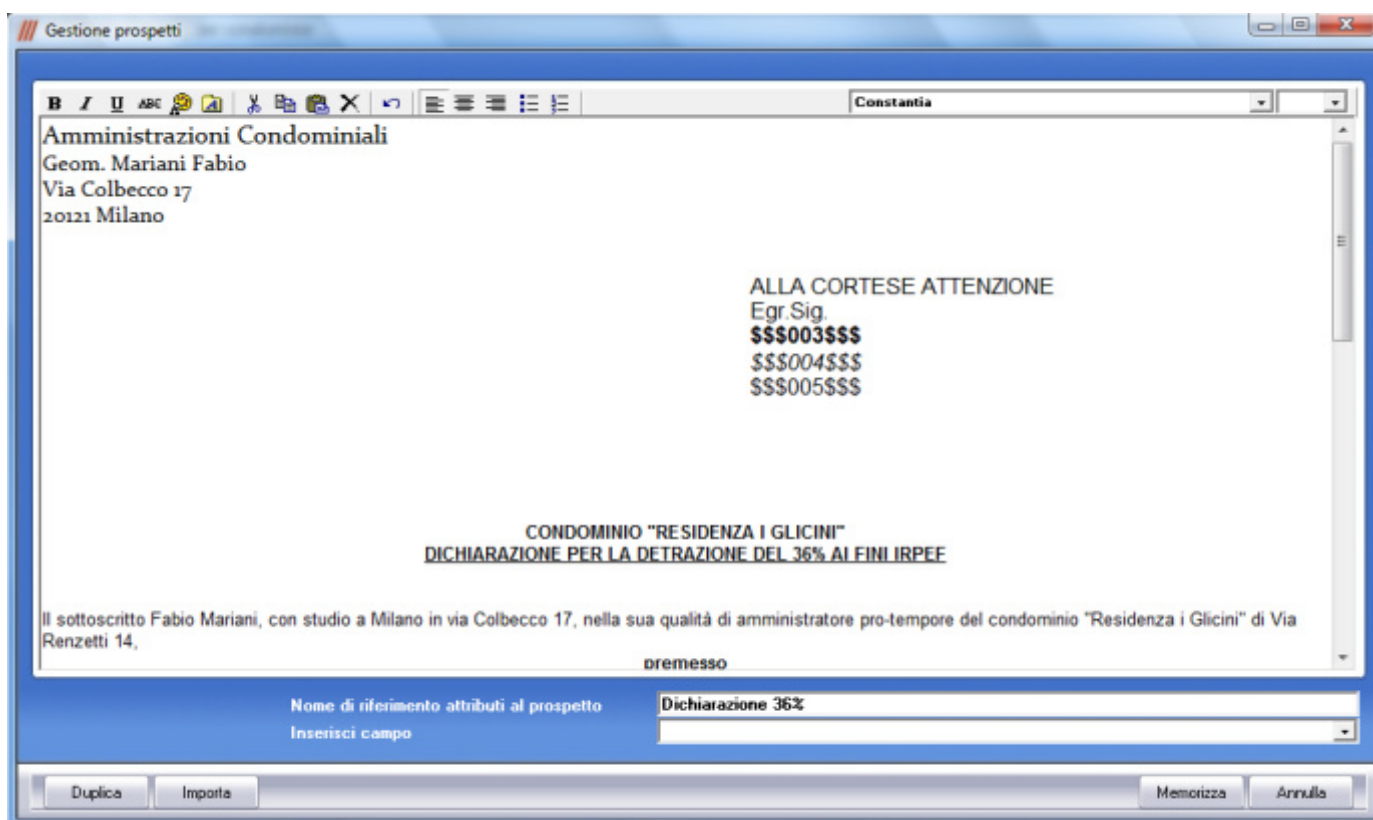 Gestione prospetti
B I U ABC
Constantia
Amministrazioni Condominiali
Geom. Mariani Fabio
Via Colbecco 17
20121 Milano
ALLA CORTESE ATTENZIONE
Egr.Sig.
$$$003$$$
$$$004$$$
$$$005$$$
CONDOMINIO "RESIDENZA I GLICINI"
DICHIARAZIONE PER LA DETRAZIONE DEL 36% AI FINI IRPEF
Il sottoscritto Fabio Mariani, con studio a Milano in via Colbecco 17, nella sua qualità di amministratore pro-tempore del condominio "Residenza i Glicini" di Via
Renzetti 14,
premesso
Nome di riferimento attributi al prospetto
Dichiarazione 36%
Inserisci campo
Duplica
Importa
Memorizza
Annulla